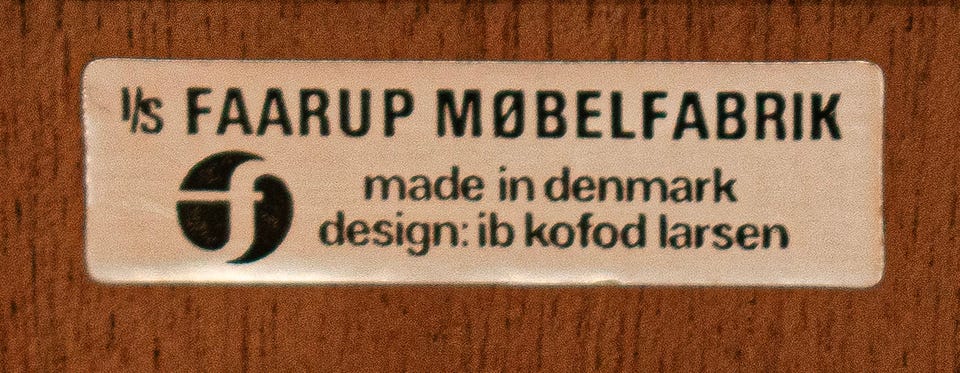 I/S FAARUP MØBELFABRIK
f
made in denmark
design: ib kofod larsen